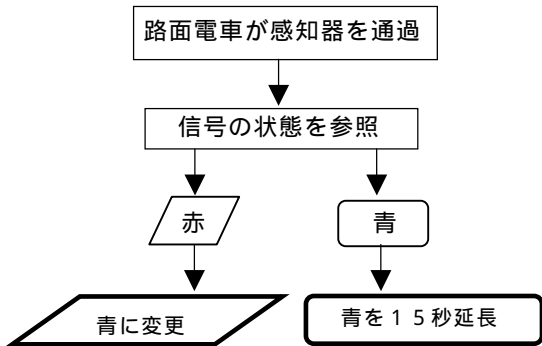 路面電車が感知器を通過
信号の状態を参照
赤
青
青に変更
青を１５秒延長